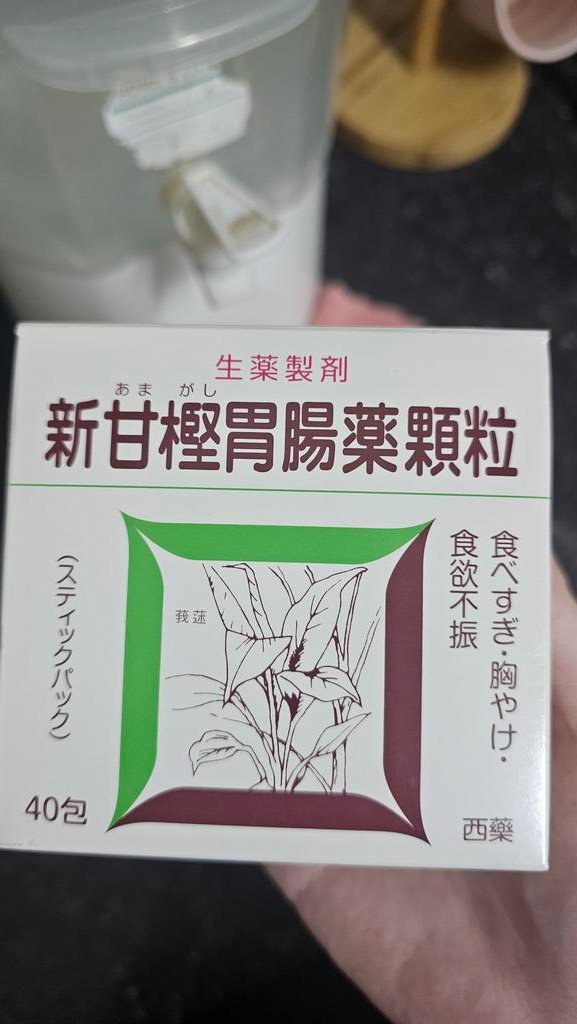 生薬製剤
あまがし
新甘樫胃腸薬顆粒
食べすぎ・胸やけ・
食欲不振
莪蒁
(スティックパック)
40包
西藥